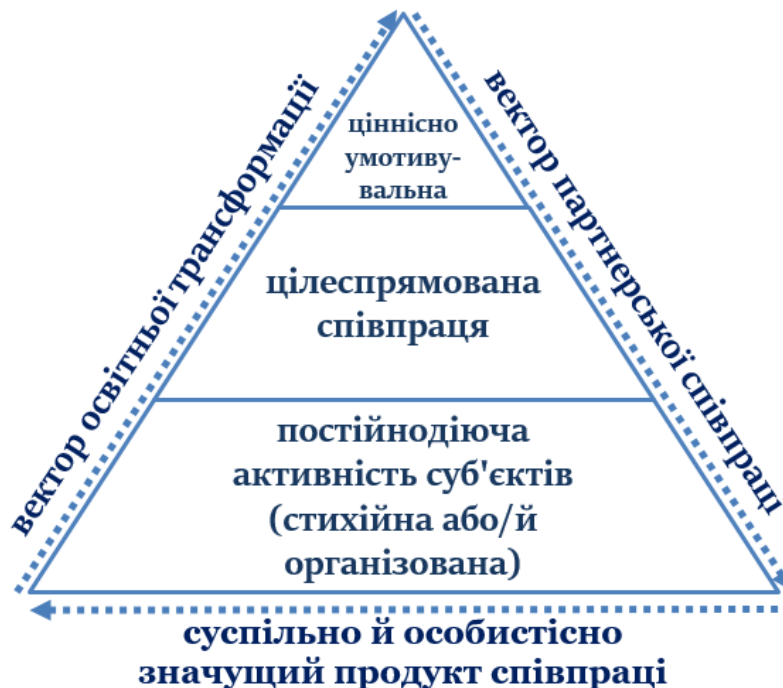 вектор освітньої трансформації
вектор партнерської співпраці
ціннісно
умотиву-
вальна
цілеспрямована
співпраця
постійнодіюча
активність суб'єктів
(стихійна або/й
організована)
суспільно й особистісно
значущий продукт співпраці